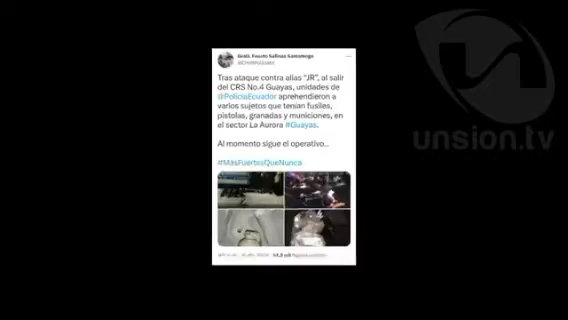 Grab. Fausto Salinas Samaniego
Tras ataque contra alias "JR", al salir
del CRS No.4 Guayas, unidades de
@PoliciaEcuador aprehendieron a
varios sujetos que tenían fusiles,
pistolas, granadas y municiones, en
el sector La Aurora #Guayas.
Al momento sigue el operativo...
#MásFuertesQueNunca
unsion.tv